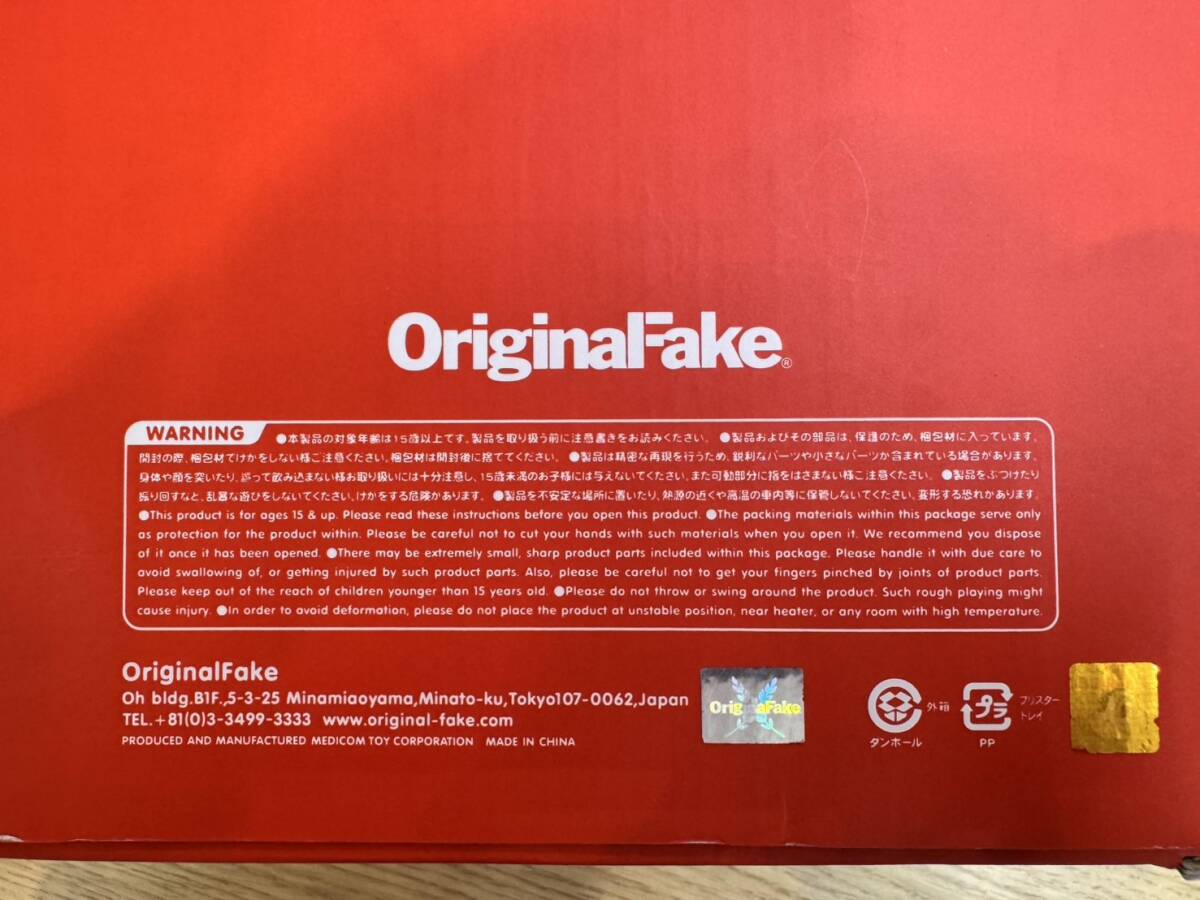 OriginalFake®
WARNING ●本製品の対象年齢は15歳以上です。製品を取り扱う前に注意書きをお読みください。 ●製品およびその部品は、保護のため、梱包材に入っています。
開封の際、梱包材でけがをしない様ご注意ください。梱包材は開封後に捨ててください。 ●製品は精密な再現を行うため、鋭利なパーツや小さなパーツが含まれている場合があります。
身体や顔を突いたり、誤って飲み込まない様お取り扱いには十分注意し、15歳未満のお子様には与えないでください。また可動部分に指をはさまない様ご注意ください。 ●製品をぶつけたり
振り回すなど、乱暴な遊びをしないでください。けがをする危険があります。 ●製品を不安定な場所に置いたり、熱源の近くや高温の車内等に保管しないでください。変形する恐れがあります。
●This product is for ages 15 & up. Please read these instructions before you open this product. ●The packing materials within this package serve only
as protection for the product within. Please be careful not to cut your hands with such materials when you open it. We recommend you dispose
of it once it has been opened. ●There may be extremely small, sharp product parts included within this package. Please handle it with due care to
avoid swallowing of, or getting injured by such product parts. Also, please be careful not to get your fingers pinched by joints of product parts.
Please keep out of the reach of children younger than 15 years old. ●Please do not throw or swing around the product. Such rough playing might
cause injury. ●In order to avoid deformation, please do not place the product at unstable position, near heater, or any room with high temperature.
OriginalFake
Oh bldg.B1F.,5-3-25 Minamiaoyama,Minato-ku,Tokyo107-0062,Japan
TEL.+81(0)3-3499-3333 www.original-fake.com
PRODUCED AND MANUFACTURED MEDICOM TOY CORPORATION MADE IN CHINA
OriginalFake
外箱
ダンボール
プラ
ブリスター
トレイ
PP